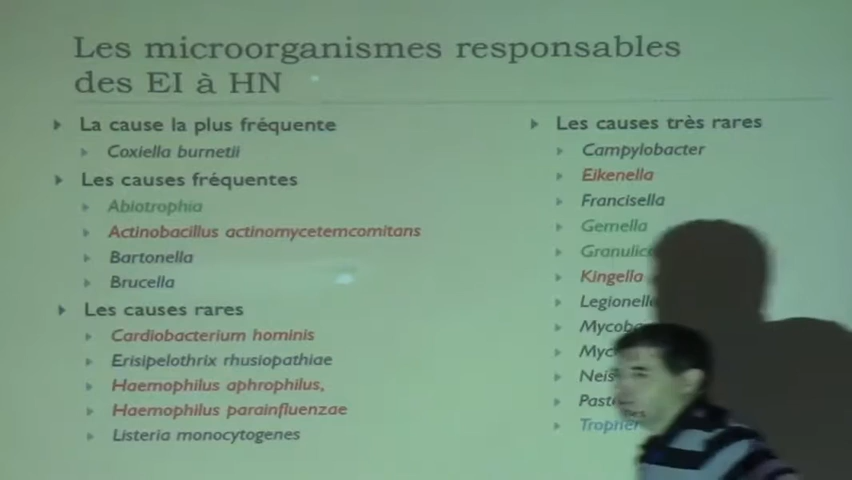 Les microorganismes responsables
des EI à HN
La cause la plus fréquente
Coxiella burnetii
Les causes fréquentes
Abiotrophia
Actinobacillus actinomycetemcomitans
Bartonella
Brucella
Les causes rares
Cardiobacterium hominis
Erisipelothrix rhusiopathiae
Haemophilus aphrophilus,
Haemophilus parainfluenzae
Listeria monocytogenes
Les causes très rares
Campylobacter
Eikenella
Francisella
Gemella
Kingella